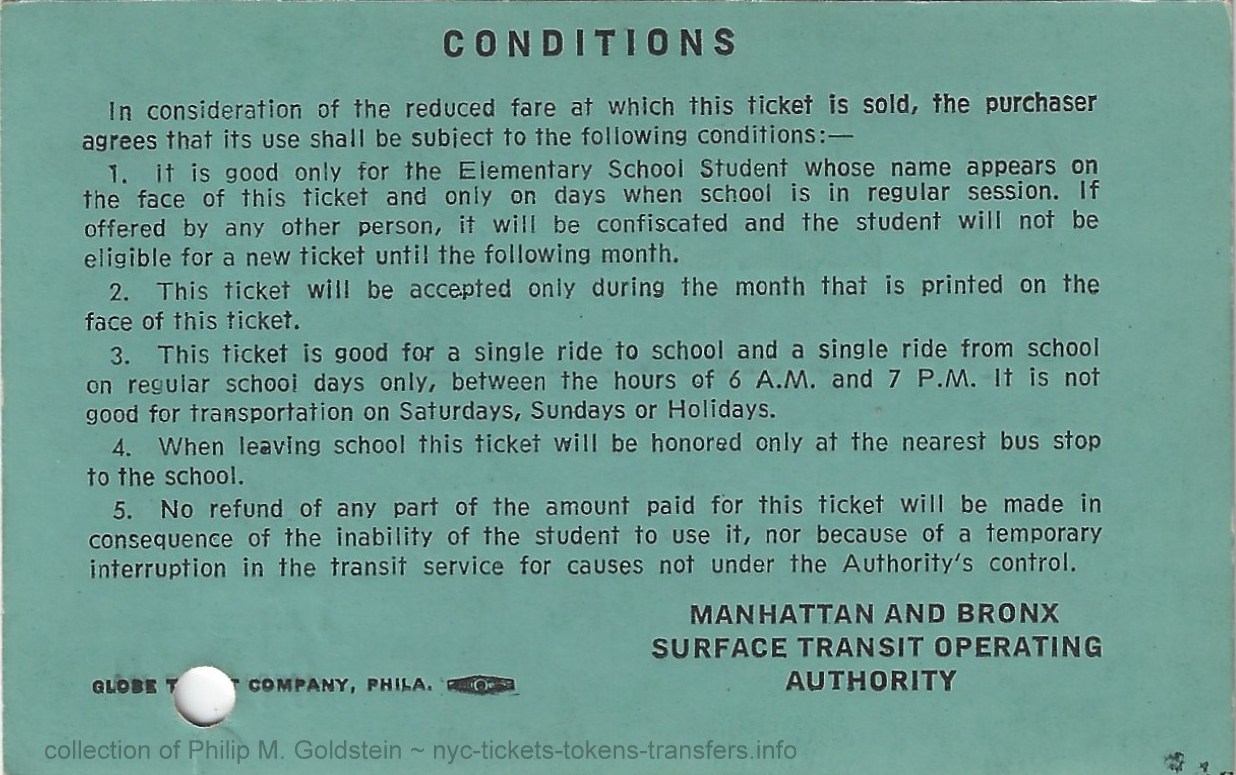 CONDITIONS
In consideration of the reduced fare at which this ticket is sold, the purchaser
agrees that its use shall be subject to the following conditions:—
1. it is good only for the Elementary School Student whose name appears on
the face of this ticket and only on days when school is in regular session. If
offered by any other person, it will be confiscated and the student will not be
eligible for a new ticket until the following month.
2. This ticket will be accepted only during the month that is printed on the
face of this ticket.
3. This ticket is good for a single ride to school and a single ride from school
on regular school days only, between the hours of 6 A.M. and 7 P.M. It is not
good for transportation on Saturdays, Sundays or Holidays.
4. When leaving school this ticket will be honored only at the nearest bus stop
to the school.
5. No refund of any part of the amount paid for this ticket will be made in
consequence of the inability of the student to use it, nor because of a temporary
interruption in the transit service for causes not under the Authority's control.
MANHATTAN AND BRONX
SURFACE TRANSIT OPERATING
AUTHORITY
GLOBE T T COMPANY, PHILA.
collection of Philip M. Goldstein ~ nyc-tickets-tokens-transfers.info